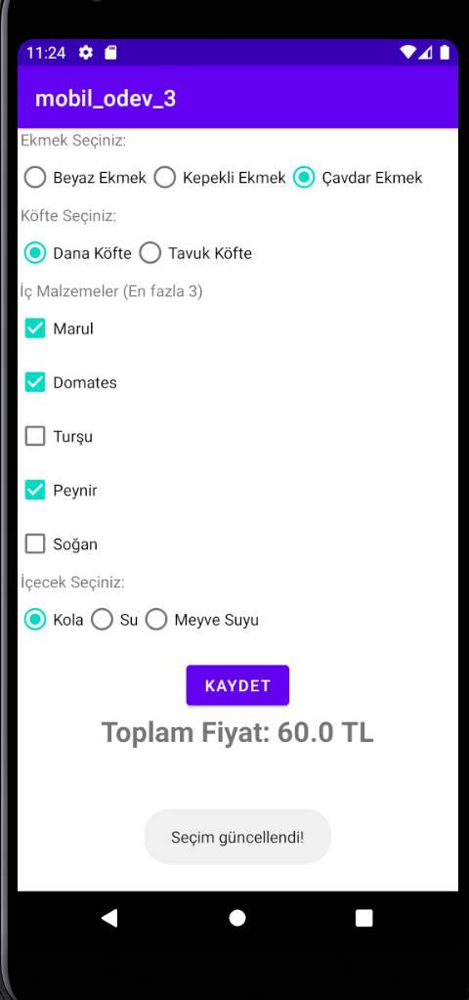 11:24
mobil_odev_3
Ekmek Seçiniz:
Beyaz Ekmek Kepekli Ekmek Çavdar Ekmek
Köfte Seçiniz:
Dana Köfte Tavuk Köfte
İç Malzemeler (En fazla 3)
Marul
Domates
Turşu
Peynir
Soğan
İçecek Seçiniz:
Kola Su Meyve Suyu
KAYDET
Toplam Fiyat: 60.0 TL
Seçim güncellendi!